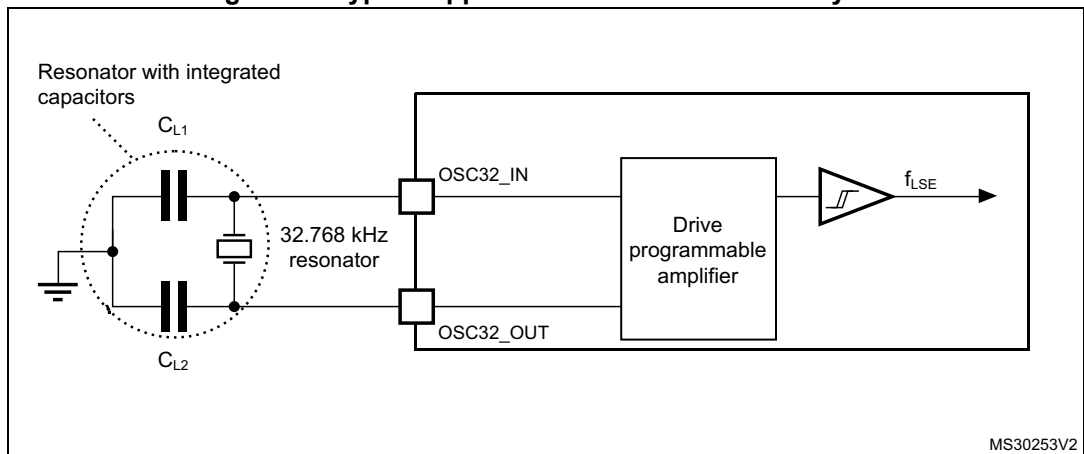 Resonator with integrated
capacitors
CL1
OSC32_IN
fLSE
32.768 kHz
resonator
Drive
programmable
amplifier
OSC32_OUT
CL2
MS30253V2